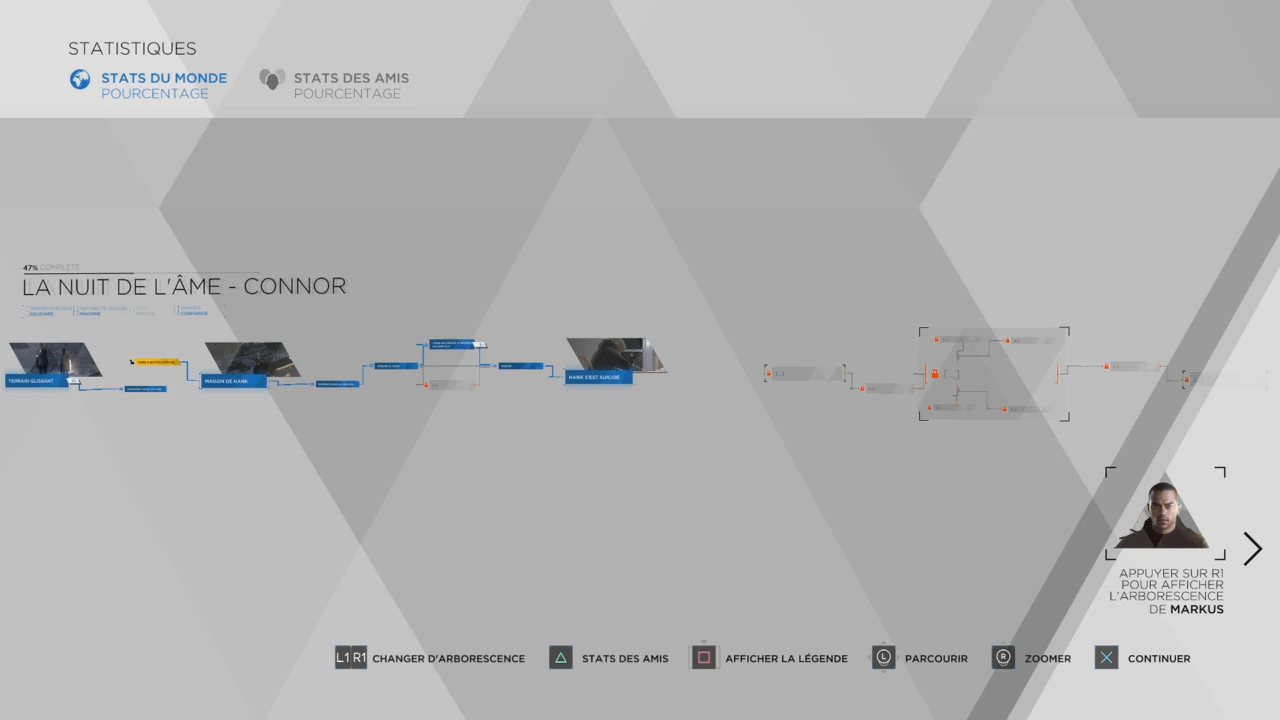 STATISTIQUES
STATS DU MONDE
POURCENTAGE
STATS DES AMIS
POURCENTAGE
47% COMPLÉTÉ
LA NUIT DE L'ÂME - CONNOR
SOLIDAIRE
MACHINE
CONFIANCE
TERRAIN GLISSANT
MAISON DE HANK
HANK S'EST SUICIDÉ
APPUYER SUR R1
POUR AFFICHER
L'ARBORESCENCE
DE MARKUS
L1 R1 CHANGER D'ARBORESCENCE
STATS DES AMIS
AFFICHER LA LÉGENDE
L PARCOURIR
R ZOOMER
CONTINUER